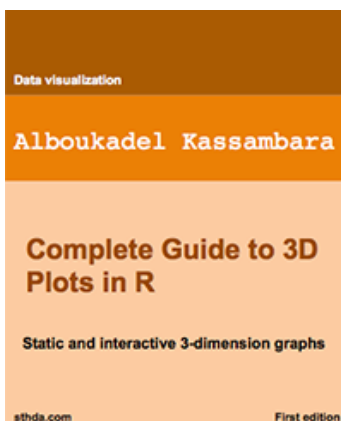 Data visualization
Alboukadel Kassambara
Complete Guide to 3D
Plots in R
Static and interactive 3-dimension graphs
sthda.com First edition